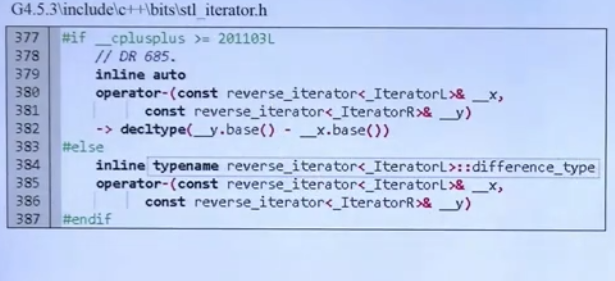 G4.5.3\include\c++\bits\stl_iterator.h
377 #if __cplusplus >= 201103L
378 // DR 685.
379 inline auto
380 operator-(const reverse_iterator<_IteratorL>& __x,
381 const reverse_iterator<_IteratorR>& __y)
382 -> decltype(__y.base() - __x.base())
383 #else
384 inline typename reverse_iterator<_IteratorL>::difference_type
385 operator-(const reverse_iterator<_IteratorL>& __x,
386 const reverse_iterator<_IteratorR>& __y)
387 #endif